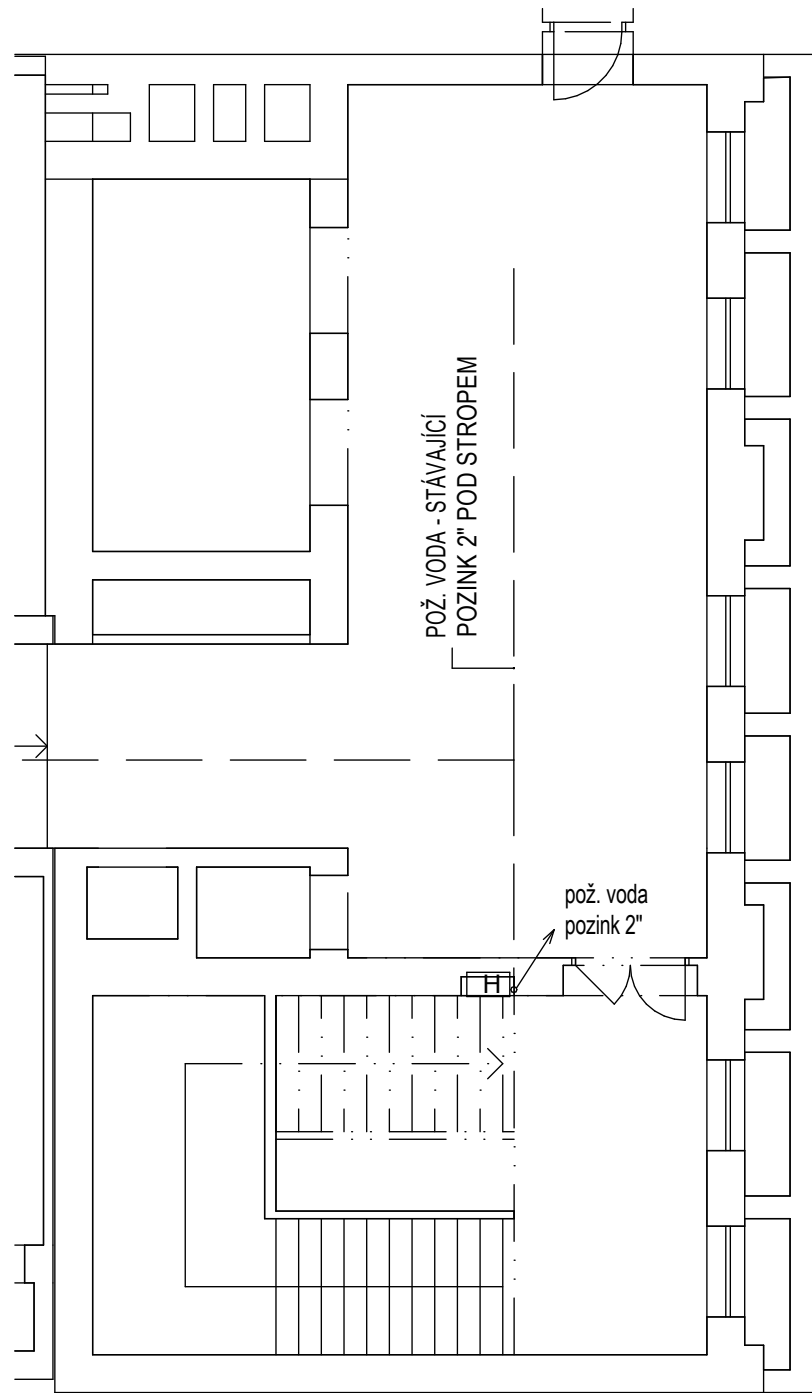 POŽ. VODA - STÁVAJÍCÍ
POZINK 2" POD STROPEM
pož. voda
pozink 2"
H